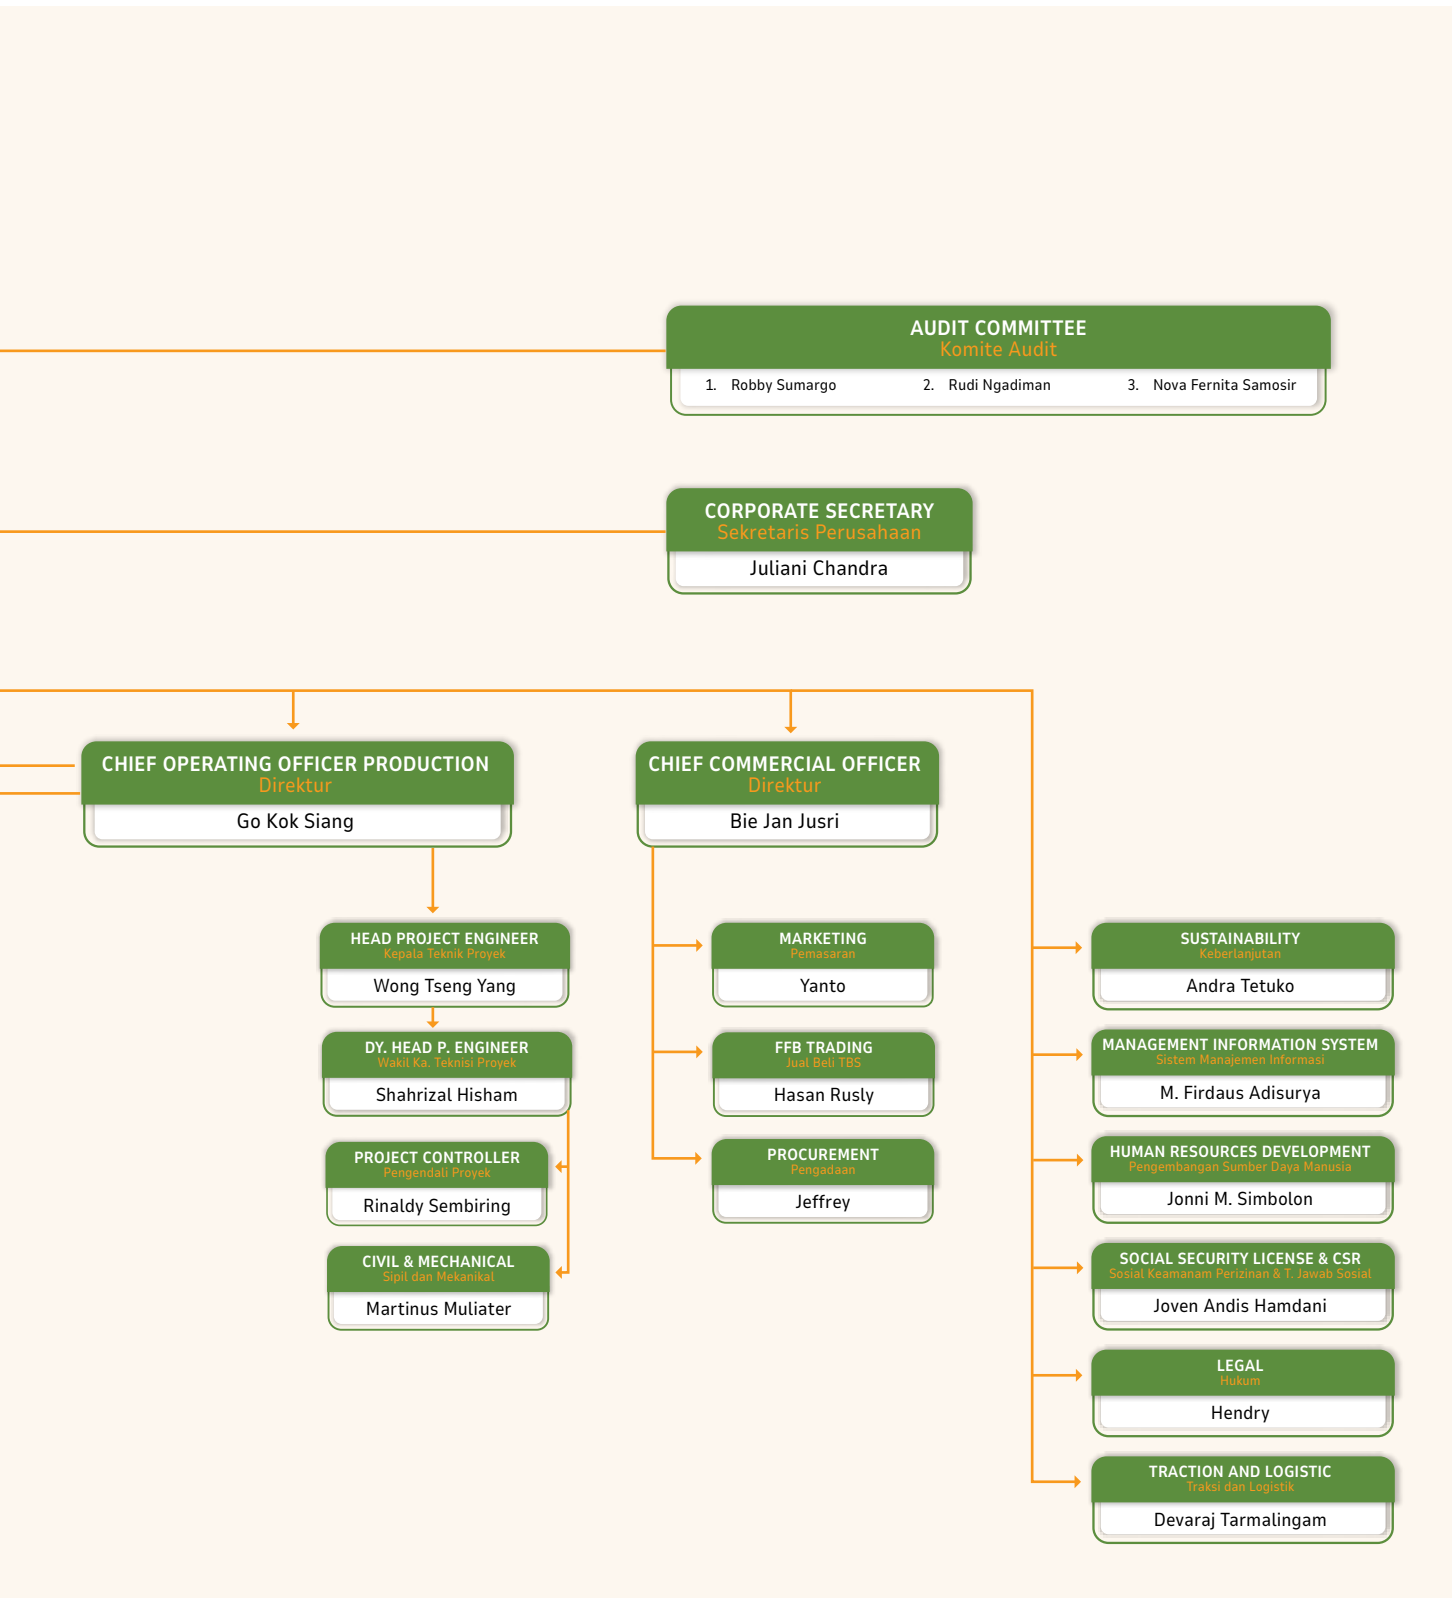 AUDIT COMMITTEE
Komite Audit
1. Robby Sumargo 2. Rudi Ngadiman 3. Nova Fernita Samosir
CORPORATE SECRETARY
Sekretaris Perusahaan
Juliani Chandra
CHIEF OPERATING OFFICER PRODUCTION
Direktur
Go Kok Siang
CHIEF COMMERCIAL OFFICER
Direktur
Bie Jan Jusri
HEAD PROJECT ENGINEER
Kepala Teknik Proyek
Wong Tseng Yang
DY. HEAD P. ENGINEER
Wakil Ka. Teknisi Proyek
Shahrizal Hisham
PROJECT CONTROLLER
Pengendali Proyek
Rinaldy Sembiring
CIVIL & MECHANICAL
Sipil dan Mekanikal
Martinus Muliater
MARKETING
Pemasaran
Yanto
FFB TRADING
Jual Beli TBS
Hasan Rusly
PROCUREMENT
Pengadaan
Jeffrey
SUSTAINABILITY
Keberlanjutan
Andra Tetuko
MANAGEMENT INFORMATION SYSTEM
Sistem Manajemen Informasi
M. Firdaus Adisurya
HUMAN RESOURCES DEVELOPMENT
Pengembangan Sumber Daya Manusia
Jonni M. Simbolon
SOCIAL SECURITY LICENSE & CSR
Sosial Keamanam Perizinan & T. Jawab Sosial
Joven Andis Hamdani
LEGAL
Hukum
Hendry
TRACTION AND LOGISTIC
Traksi dan Logistik
Devaraj Tarmalingam